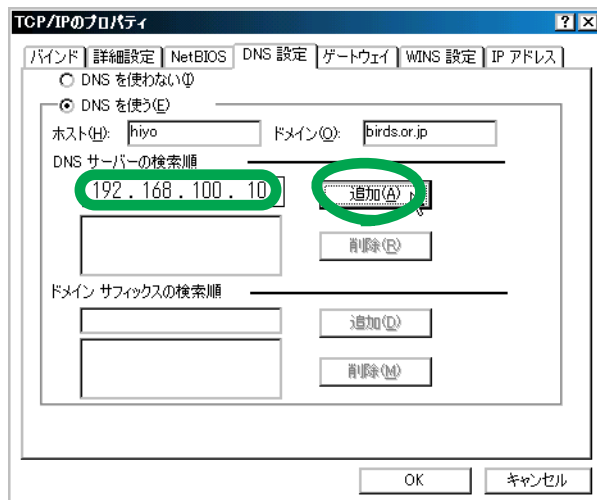 TCP/IPのプロパティ
バインド 詳細設定 NetBIOS DNS 設定 ゲートウェイ WINS 設定 IP アドレス
DNS を使わない(I)
DNS を使う(E)
ホスト(H): hiyo ドメイン(O): birds.or.jp
DNS サーバーの検索順
192 . 168 . 100 . 10 追加(A)
削除(R)
ドメイン サフィックスの検索順
追加(D)
削除(M)
OK キャンセル